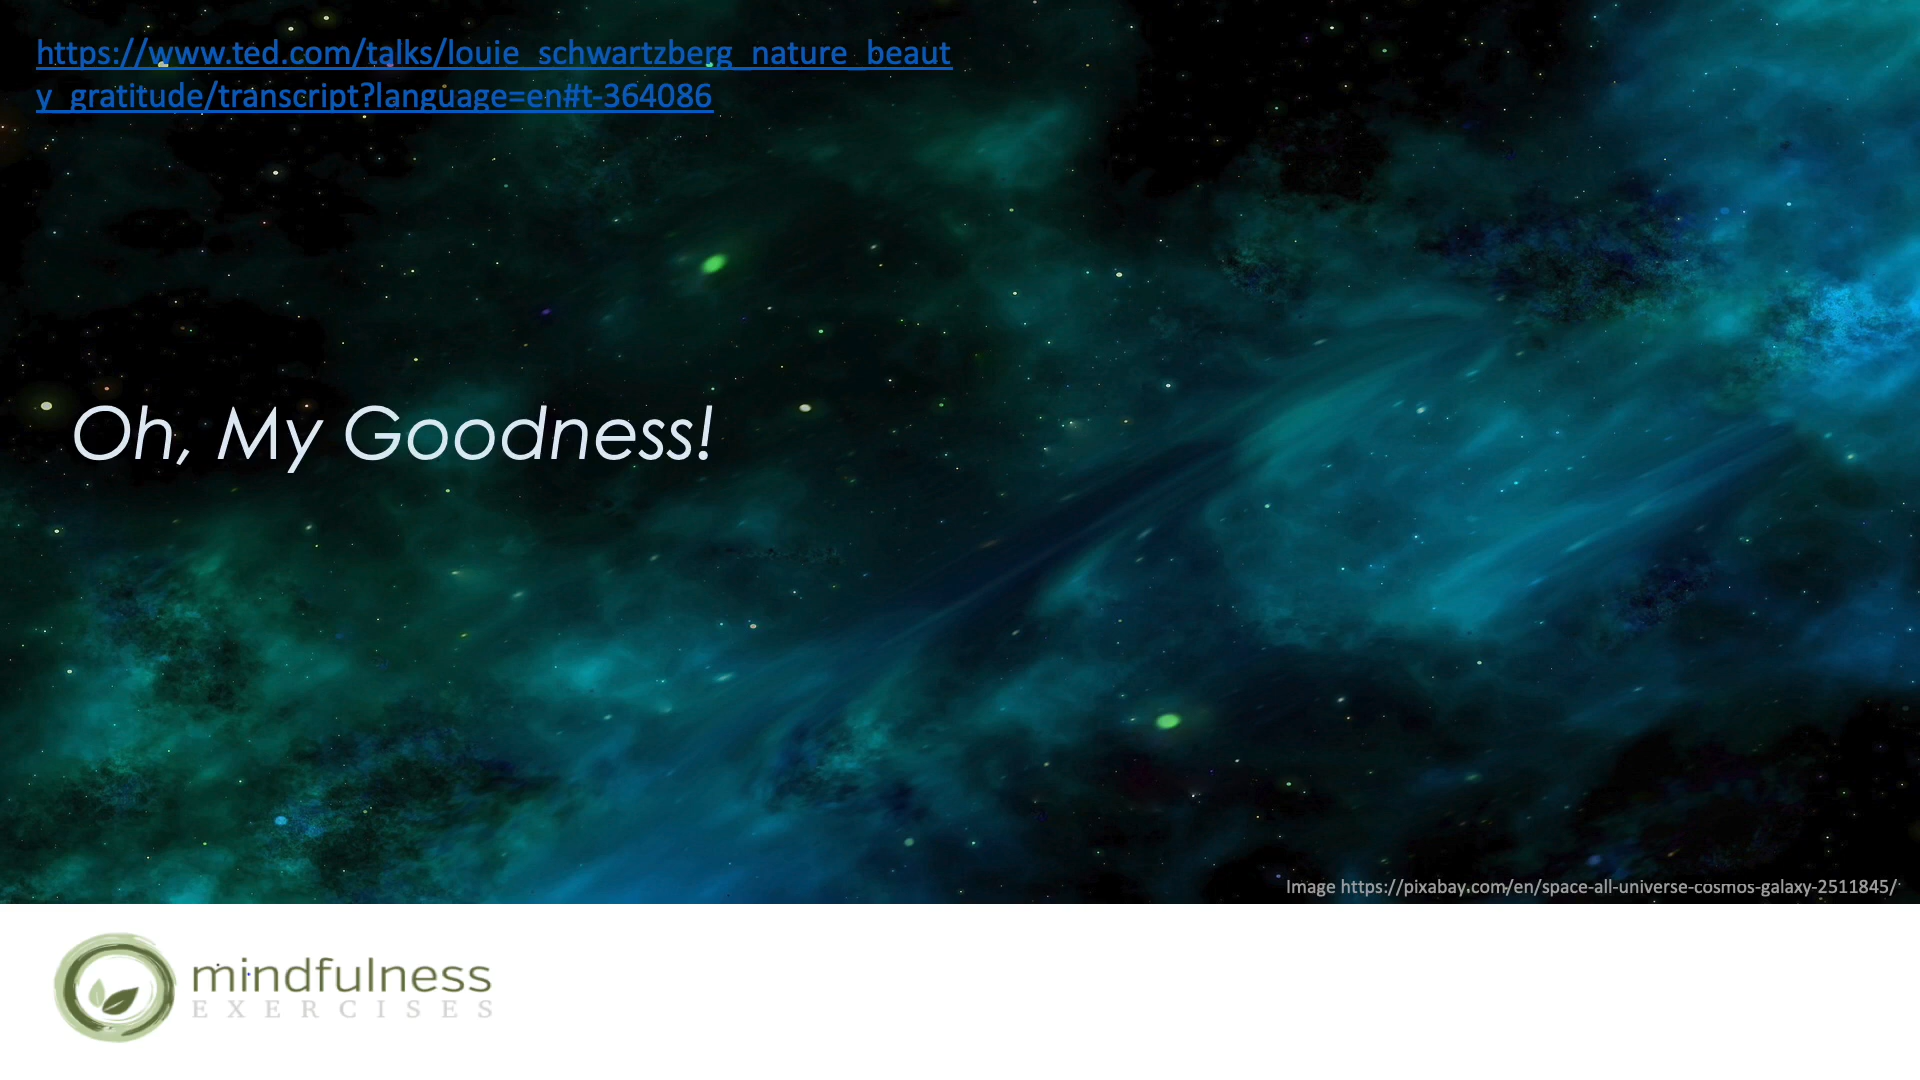 https://www.ted.com/talks/louie_schwartzberg_nature_beaut
y_gratitude/transcript?language=en#t-364086
Oh, My Goodness!
Image https://pixabay.com/en/space-all-universe-cosmos-galaxy-2511845/
mindfulness
EXERCISES